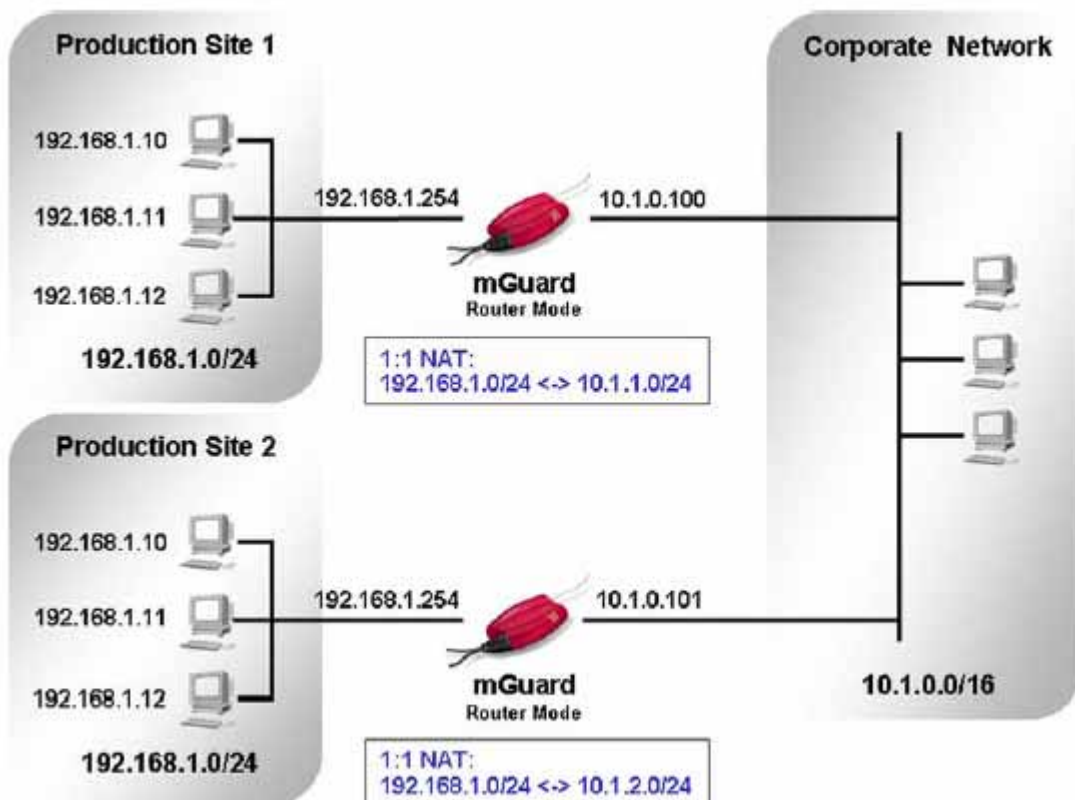 Production Site 1
192.168.1.10
192.168.1.11
192.168.1.12
192.168.1.0/24
192.168.1.254
10.1.0.100
mGuard
Router Mode
1:1 NAT:
192.168.1.0/24 <-> 10.1.1.0/24
Corporate Network
10.1.0.0/16
Production Site 2
192.168.1.10
192.168.1.11
192.168.1.12
192.168.1.0/24
192.168.1.254
10.1.0.101
mGuard
Router Mode
1:1 NAT:
192.168.1.0/24 <-> 10.1.2.0/24